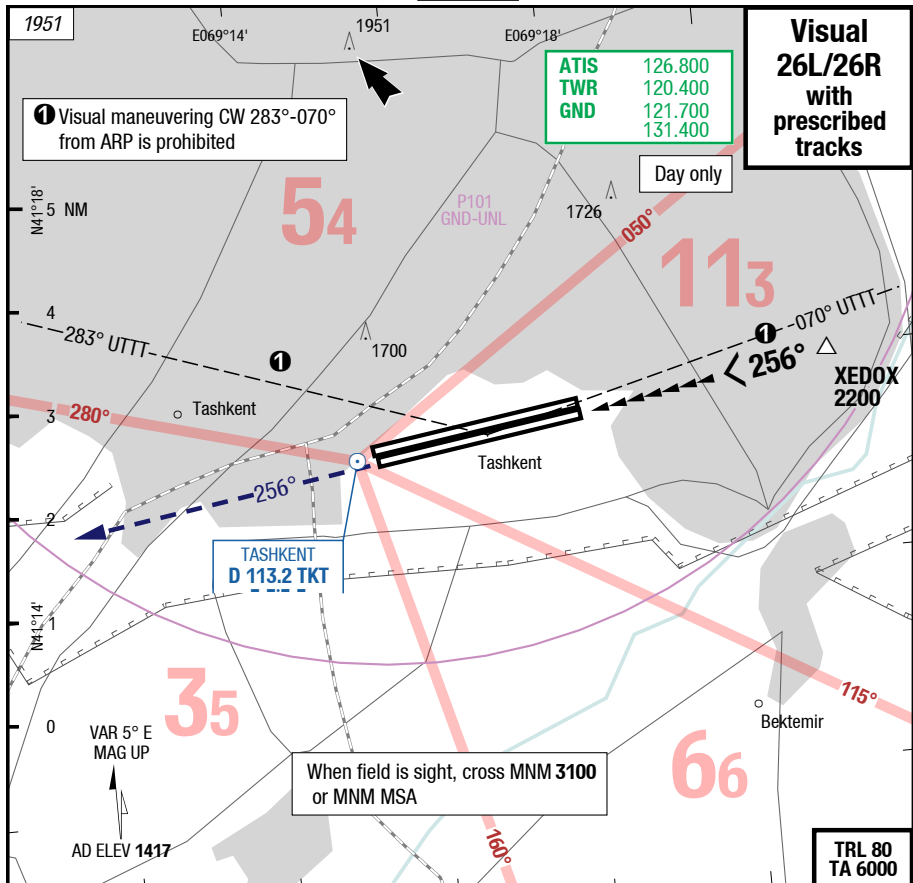 1951
E069°14'
1951
E069°18'
Visual
26L/26R
with
prescribed
tracks
ATIS 126.800
TWR 120.400
GND 121.700
131.400
❶ Visual maneuvering CW 283°-070°
from ARP is prohibited
Day only
N41°18'
5 NM
54
P101
GND-UNL
1726
050°
113
4
283° UTTT
1700
❶
❶
070° UTTT
256°
XEDOX
2200
280°
Tashkent
3
Tashkent
256°
2
TASHKENT
D 113.2 TKT
N41°14'
1
35
115°
Bektemir
0
VAR 5° E
MAG UP
66
When field is sight, cross MNM 3100
or MNM MSA
160°
AD ELEV 1417
TRL 80
TA 6000